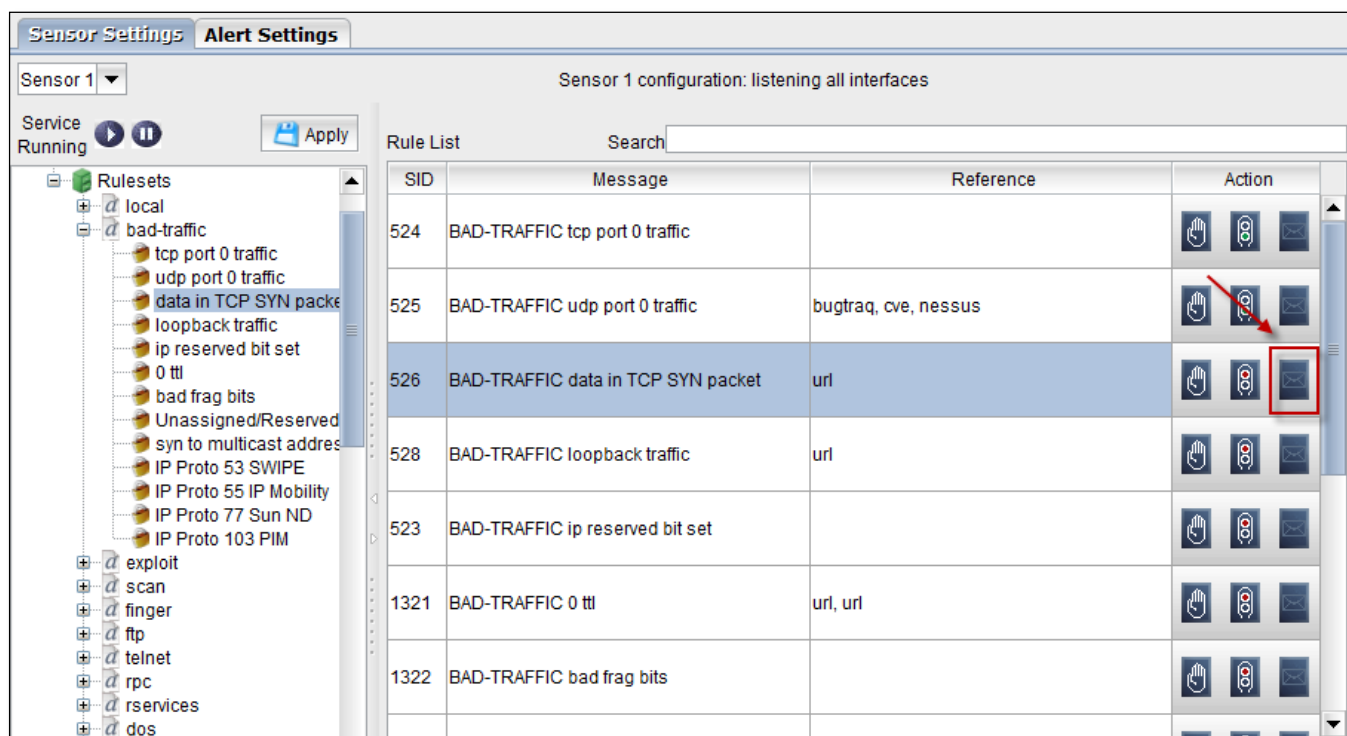 Sensor Settings Alert Settings
Sensor 1
Sensor 1 configuration: listening all interfaces
Service
Running
Apply
Rulesets
local
bad-traffic
tcp port 0 traffic
udp port 0 traffic
data in TCP SYN packe
loopback traffic
ip reserved bit set
0 ttl
bad frag bits
Unassigned/Reserved
syn to multicast addres
IP Proto 53 SWIPE
IP Proto 55 IP Mobility
IP Proto 77 Sun ND
IP Proto 103 PIM
exploit
scan
finger
ftp
telnet
rpc
rservices
dos
Rule List Search
SID Message Reference Action
524 BAD-TRAFFIC tcp port 0 traffic
525 BAD-TRAFFIC udp port 0 traffic bugtraq, cve, nessus
526 BAD-TRAFFIC data in TCP SYN packet url
528 BAD-TRAFFIC loopback traffic url
523 BAD-TRAFFIC ip reserved bit set
1321 BAD-TRAFFIC 0 ttl url, url
1322 BAD-TRAFFIC bad frag bits